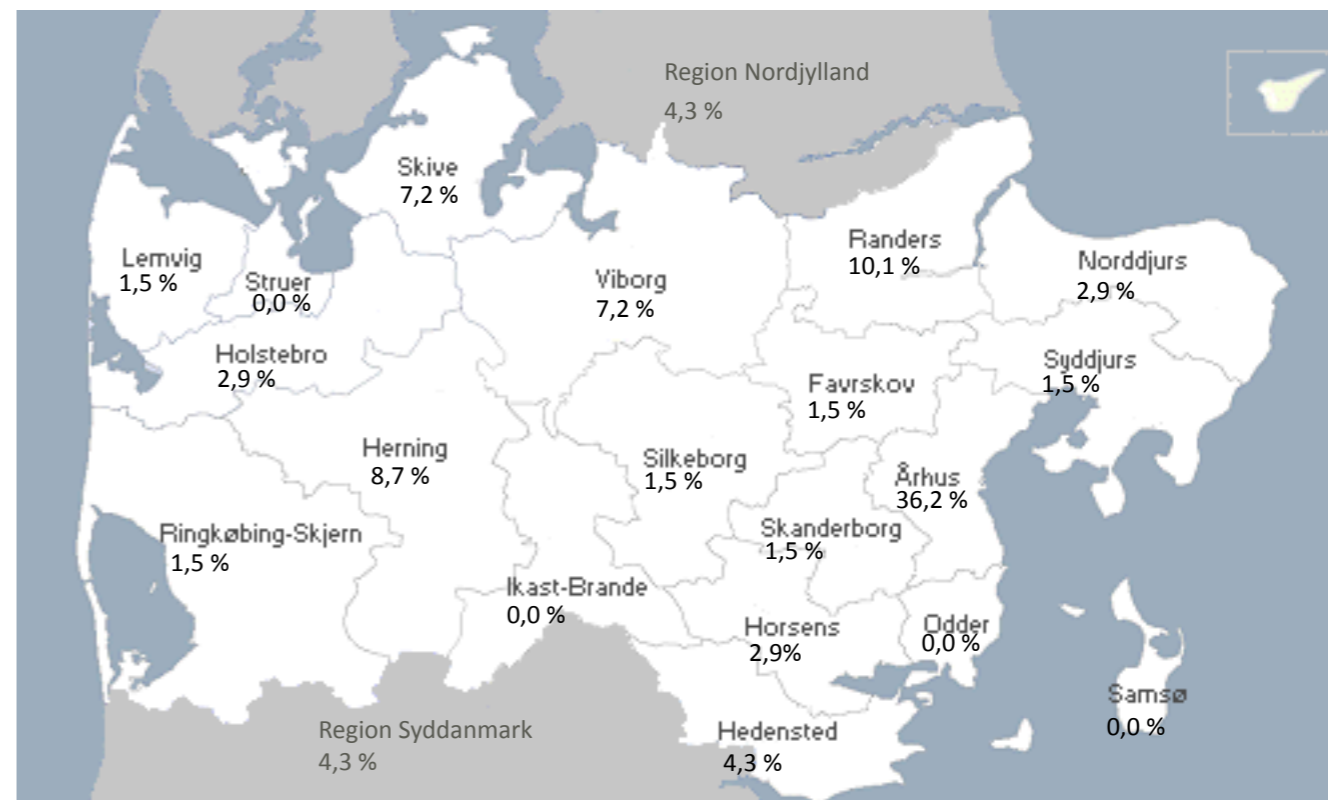 Region Nordjylland
4,3 %
Skive
7,2 %
Randers
10,1 %
Lemvig
1,5 %
Struer
0,0 %
Viborg
7,2 %
Norddjurs
2,9 %
Holstebro
2,9 %
Favrskov
1,5 %
Syddjurs
1,5 %
Herning
8,7 %
Silkeborg
1,5 %
Århus
36,2 %
Ringkøbing-Skjern
1,5 %
Skanderborg
1,5 %
Ikast-Brande
0,0 %
Horsens
2,9%
Odder
0,0 %
Samsø
0,0 %
Region Syddanmark
4,3 %
Hedensted
4,3 %